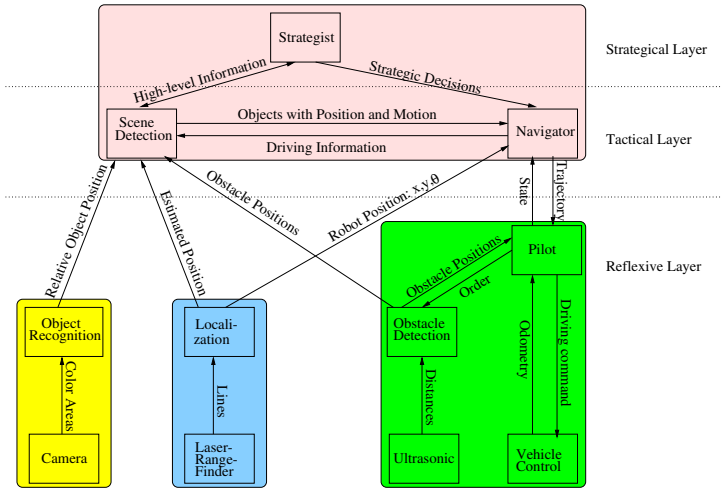 Strategist
Strategical Layer
High-level Information
Strategic Decisions
Scene
Detection
Objects with Position and Motion
Driving Information
Navigator
Tactical Layer
Relative Object Position
Estimated Position
Obstacle Positions
Robot Position: x,y,θ
State
Trajectory
Pilot
Obstacle Positions
Order
Reflexive Layer
Object
Recognition
Locali-
zation
Obstacle
Detection
Odometry
Driving command
Color Areas
Lines
Distances
Camera
Laser-
Range-
Finder
Ultrasonic
Vehicle
Control